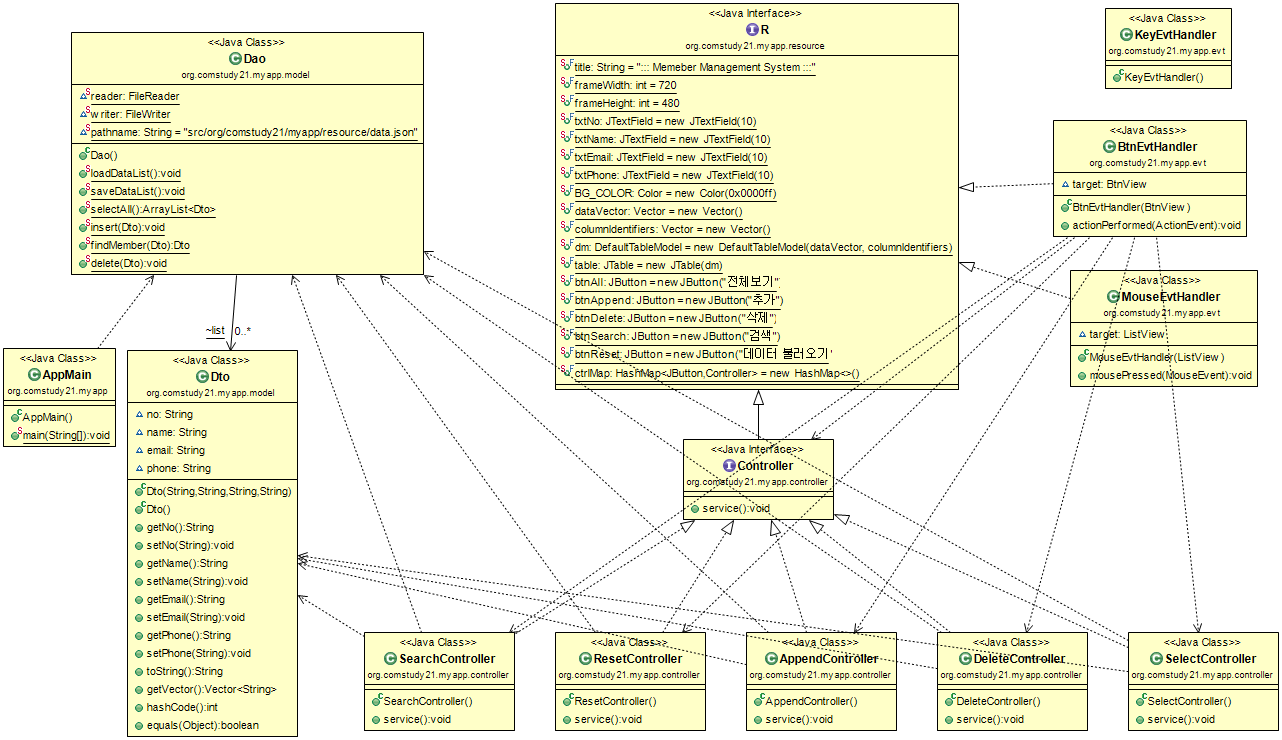 <<Java Class>>
Dao
org.comstudy21.myapp.model
reader: FileReader
writer: FileWriter
pathname: String = "src/org/comstudy21/myapp/resource/data.json"
Dao()
loadDataList():void
saveDataList():void
selectAll():ArrayList<Dto>
insert(Dto):void
findMember(Dto):Dto
delete(Dto):void
<<Java Interface>>
R
org.comstudy21.myapp.resource
title: String = "::: Memeber Management System :::"
frameWidth: int = 720
frameHeight: int = 480
txtNo: JTextField = new JTextField(10)
txtName: JTextField = new JTextField(10)
txtEmail: JTextField = new JTextField(10)
txtPhone: JTextField = new JTextField(10)
BG_COLOR: Color = new Color(0x0000ff)
dataVector: Vector = new Vector()
columnIdentifiers: Vector = new Vector()
dm: DefaultTableModel = new DefaultTableModel(dataVector, columnIdentifiers)
table: JTable = new JTable(dm)
btnAll: JButton = new JButton("전체보기"
btnAppend: JButton = new JButton("추가")
btnDelete: JButton = new JButton("삭제")
btnSearch: JButton = new JButton("검색")
btnReset: JButton = new JButton("데이터 불러오기"
ctrlMap: HashMap<JButton,Controller> = new HashMap<>()
<<Java Class>>
KeyEvtHandler
org.comstudy21.myapp.evt
KeyEvtHandler()
<<Java Class>>
BtnEvtHandler
org.comstudy21.myapp.evt
target: BtnView
BtnEvtHandler(BtnView)
actionPerformed(ActionEvent):void
<<Java Class>>
MouseEvtHandler
org.comstudy21.myapp.evt
target: ListView
MouseEvtHandler(ListView)
mousePressed(MouseEvent):void
~list 0..*
<<Java Class>>
AppMain
org.comstudy21.myapp
AppMain()
main(String[]):void
<<Java Class>>
Dto
org.comstudy21.myapp.model
no: String
name: String
email: String
phone: String
Dto(String,String,String,String)
Dto()
getNo():String
setNo(String):void
getName():String
setName(String):void
getEmail():String
setEmail(String):void
getPhone():String
setPhone(String):void
toString():String
getVector():Vector<String>
hashCode():int
equals(Object):boolean
<<Java Interface>>
Controller
org.comstudy21.myapp.controller
service():void
<<Java Class>>
SearchController
org.comstudy21.myapp.controller
SearchController()
service():void
<<Java Class>>
ResetController
org.comstudy21.myapp.controller
ResetController()
service():void
<<Java Class>>
AppendController
org.comstudy21.myapp.controller
AppendController()
service():void
<<Java Class>>
DeleteController
org.comstudy21.myapp.controller
DeleteController()
service():void
<<Java Class>>
SelectController
org.comstudy21.myapp.controller
SelectController()
service():void